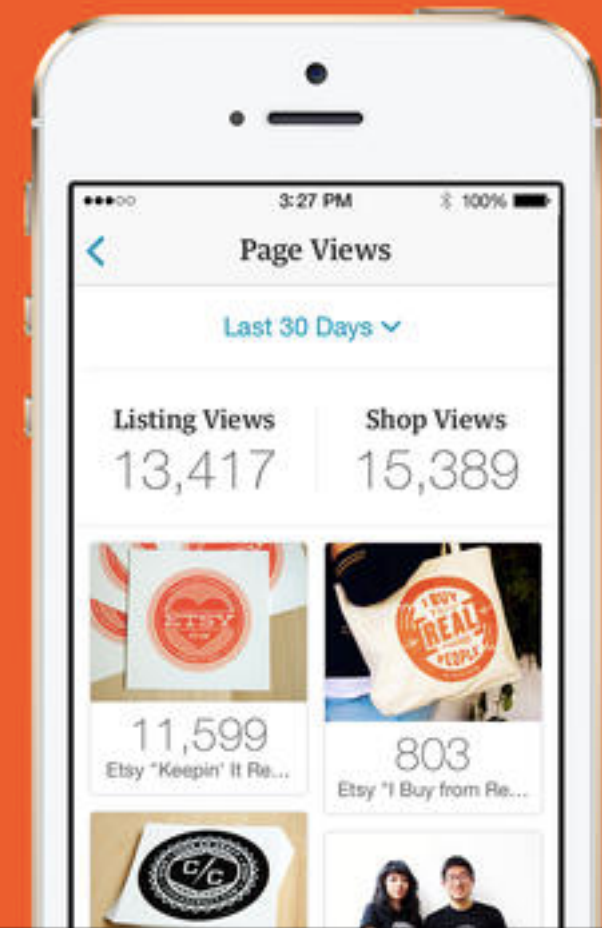 3:27 PM
100%
Page Views
Last 30 Days
Listing Views
13,417
Shop Views
15,389
ETSY
I BUY
REAL
PEOPLE
11,599
Etsy "Keepin' It Re...
803
Etsy "I Buy from Re...
C/C